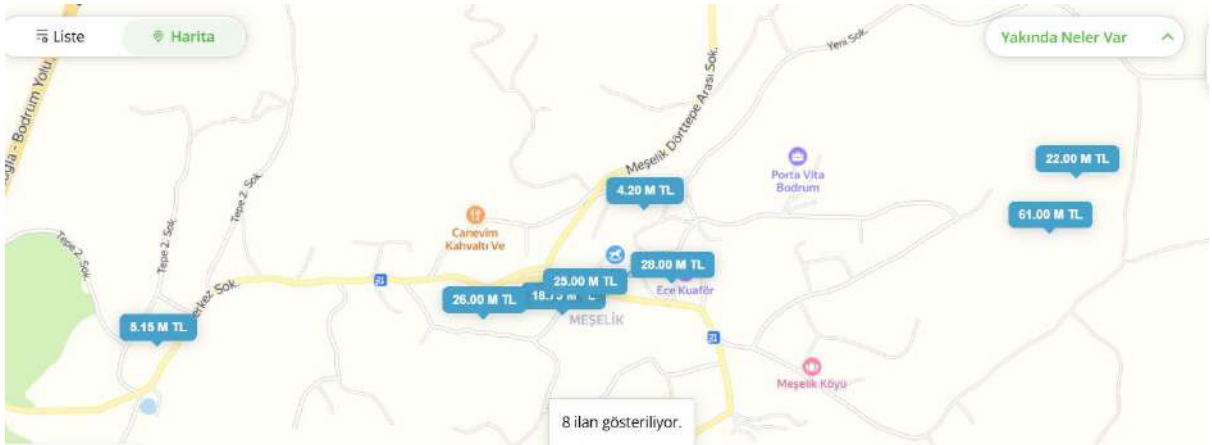 Liste
Harita
Yakında Neler Var
Yeni Sok.
Meşelik Dörttepe Arası Sok.
Bodrum Yolu
Porta Vita
Bodrum
22.00 M TL
4.20 M TL
61.00 M TL
Tepe 2. Sok.
Tepe 2. Sok.
Tepe 2. Sok.
Canevim
Kahvaltı Ve
28.00 M TL
25.00 M TL
Ece Kuaför
26.00 M TL
MEŞELİK
5.15 M TL
Sok.
Meşelik Köyü
8 ilan gösteriliyor.